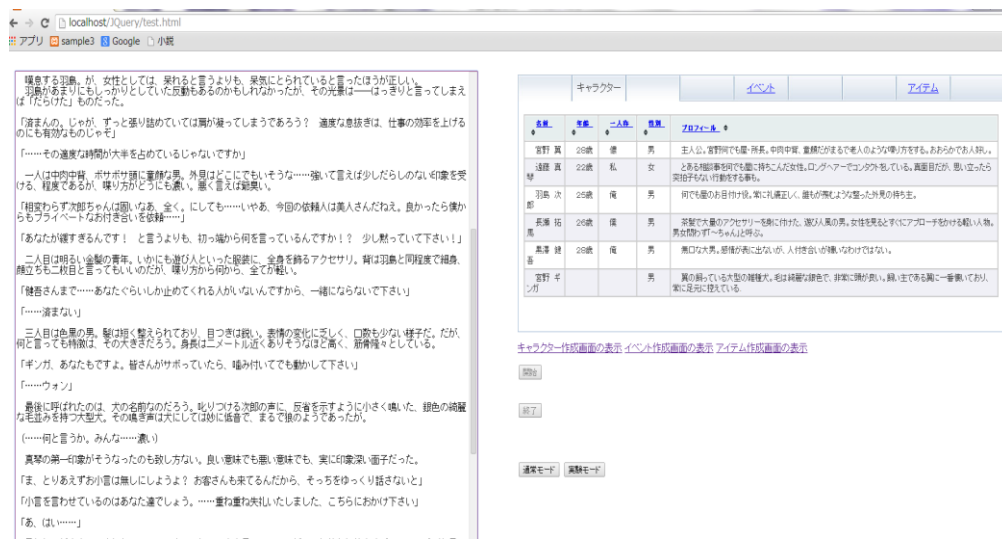 localhost/JQuery/test.html
アプリ sample3 Google 小説
嘆息する羽島。が、女性としては、呆れると言うよりも、呆気にとられていると言ったほうが正しい。
羽島があまりにもしっかりとしていた反動もあるのかもしれなかったが、その光景は――はっきりと言ってしまえ
ば「だらけた」ものだった。
「済まんの。じゃが、ずっと張り詰めていては肩が凝ってしまうであろう？　適度な息抜きは、仕事の効率を上げる
のにも有効なものじゃぞ」
「……その適度な時間が大半を占めているじゃないですか」
一人は中肉中背、ボサボサ頭に童顔な男。外見はどこにでもいそうな……強いて言えば少しだらしのない印象を受
ける、程度であるが、喋り方がどうにも濃い。悪く言えば爺臭い。
「相変わらず次郎ちゃんは固いなあ、全く。にしても……いやあ、今回の依頼人は美人さんだねえ。良かったら僕か
らもプライベートなお付き合いを依頼……」
「あなたが緩すぎるんです！　と言うよりも、初っ端から何を言っているんですか！？　少し黙っていて下さい！」
二人目は明るい金髪の青年。いかにも遊び人といった服装に、全身を飾るアクセサリ。背は羽島と同程度で細身、
顔立ちも二枚目と言ってもいいのだが、喋り方から何から、全てが軽い。
「健吾さんまで……あなたぐらいしか止めてくれる人がいないんですから、一緒にならないで下さい」
「……済まない」
三人目は色黒の男。髪は短く整えられており、目つきは鋭い。表情の変化に乏しく、口数も少ない様子だ。だが、
何と言っても特徴は、その大きさだろう。身長は二メートル近くありそうなほど高く、筋骨隆々としている。
「ギンガ、あなたもですよ。皆さんがサボっていたら、噛み付いてでも動かして下さい」
「……ウォン」
最後に呼ばれたのは、犬の名前なのだろう。叱りつける次郎の声に、反省を示すように小さく鳴いた、銀色の綺麗
な毛並みを持つ大型犬。その鳴き声は犬にしては妙に低音で、まるで狼のようであったが。
(……何と言うか。みんな……濃い)
真琴の第一印象がそうなったのも致し方ない。良い意味でも悪い意味でも、実に印象深い面子だった。
「ま、とりあえずお小言は無しにしようよ？ お客さんも来てるんだから、そっちをゆっくり話さないと」
「小言を言わせているのはあなた達でしょう。……重ね重ね失礼いたしました、こちらにおかけ下さい」
「あ、はい……」
キャラクター イベント アイテム
名前 年齢 一人称 性別 プロフィール
宮野 翼 28歳 僕 男 主人公。宮野何でも屋・所長。中肉中背、童顔だがまるで老人のような喋り方をする。おおらかでお人好し。
遠藤 真琴 22歳 私 女 とある相談事を何でも屋に持ちこんだ女性。ロングヘアーでコンタクトをしている。真面目だが、思い立ったら
突拍子もない行動をする事も。
羽島 次郎 25歳 俺 男 何でも屋のお目付け役。常に礼儀正しく、誰もが羨むような整った外見の持ち主。
長瀬 拓馬 26歳 僕 男 茶髪で大量のアクセサリーを身に付けた、遊び人風の男。女性を見るとすぐにアプローチをかける軽い人物。
男女問わず「～ちゃん」と呼ぶ。
黒澤 健吾 28歳 俺 男 無口な大男。感情が表に出ないが、人付き合いが嫌いなわけではない。
宮野 ギンガ 男 翼の飼っている大型の雑種犬。毛は綺麗な銀色で、非常に頭が良い。飼い主である翼に一番懐いており、
常に足元に控えている.
キャラクター作成画面の表示 イベント作成画面の表示 アイテム作成画面の表示
開始
終了
通常モード 実験モード